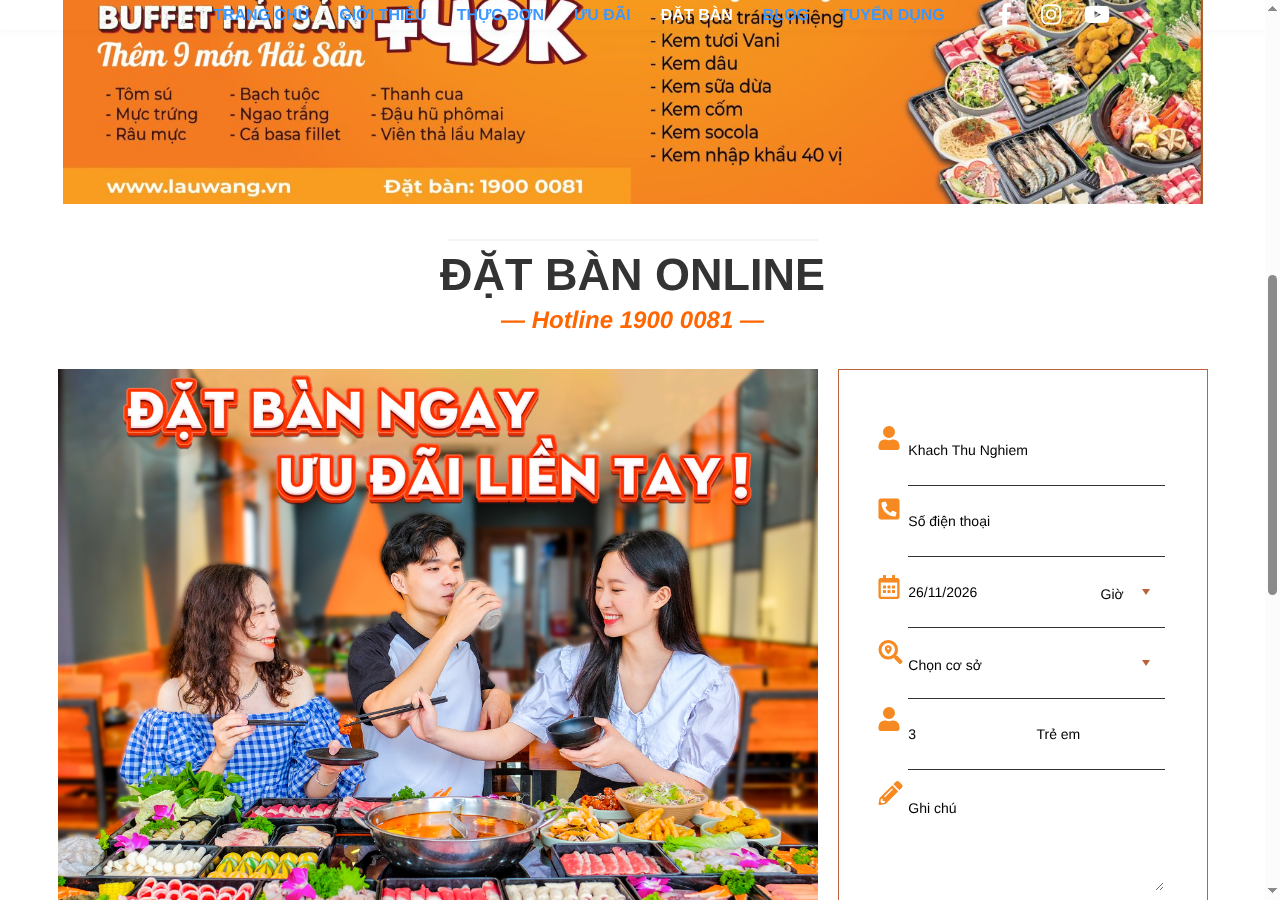 TRANG CHỦ GIỚI THIỆU THỰC ĐƠN ƯU ĐÃI ĐẶT BÀN BLOG TUYỂN DỤNG
BUFFET HẢI SẢN +49K
Thêm 9 món Hải Sản
- Tôm sú
- Mực trứng
- Râu mực
- Bạch tuộc
- Ngao trắng
- Cá basa fillet
- Thanh cua
- Đậu hũ phômai
- Viên thả lẩu Malay
www.lauwang.vn
Đặt bàn: 1900 0081
- Hoa quả tráng miệng
- Kem tươi Vani
- Kem dâu
- Kem sữa dừa
- Kem cốm
- Kem socola
- Kem nhập khẩu 40 vị
ĐẶT BÀN ONLINE
— Hotline 1900 0081 —
ĐẶT BÀN NGAY
ƯU ĐÃI LIỀN TAY!
Khach Thu Nghiem
Số điện thoại
26/11/2026 Giờ
Chọn cơ sở
3 Trẻ em
Ghi chú